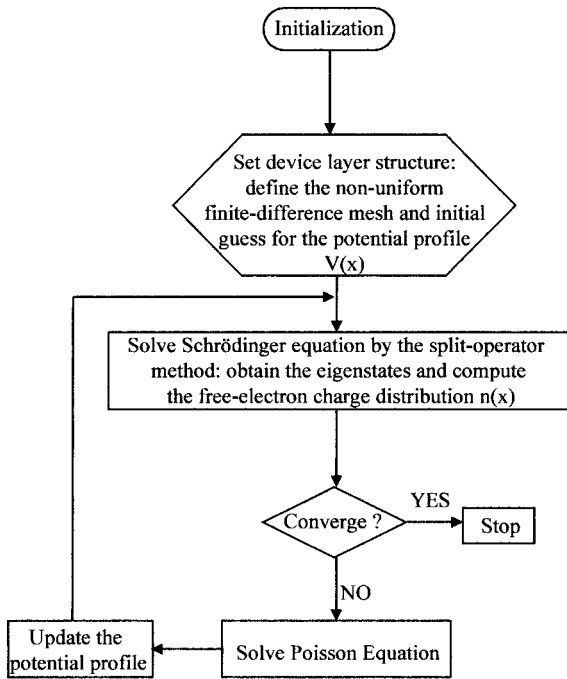 Initialization
Set device layer structure:
define the non-uniform
finite-difference mesh and initial
guess for the potential profile
V(x)
Solve Schrödinger equation by the split-operator
method: obtain the eigenstates and compute
the free-electron charge distribution n(x)
Converge ?
YES
Stop
NO
Solve Poisson Equation
Update the
potential profile